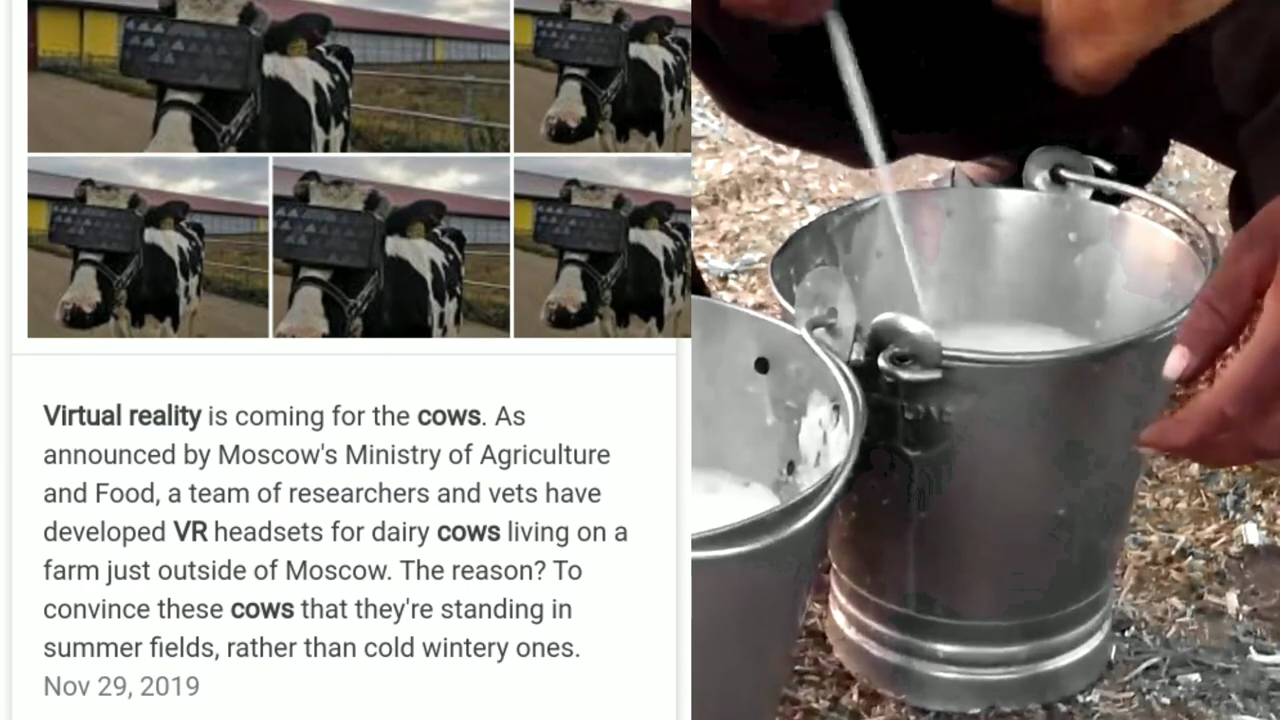 Virtual reality is coming for the cows. As
announced by Moscow's Ministry of Agriculture
and Food, a team of researchers and vets have
developed VR headsets for dairy cows living on a
farm just outside of Moscow. The reason? To
convince these cows that they're standing in
summer fields, rather than cold wintery ones.
Nov 29, 2019